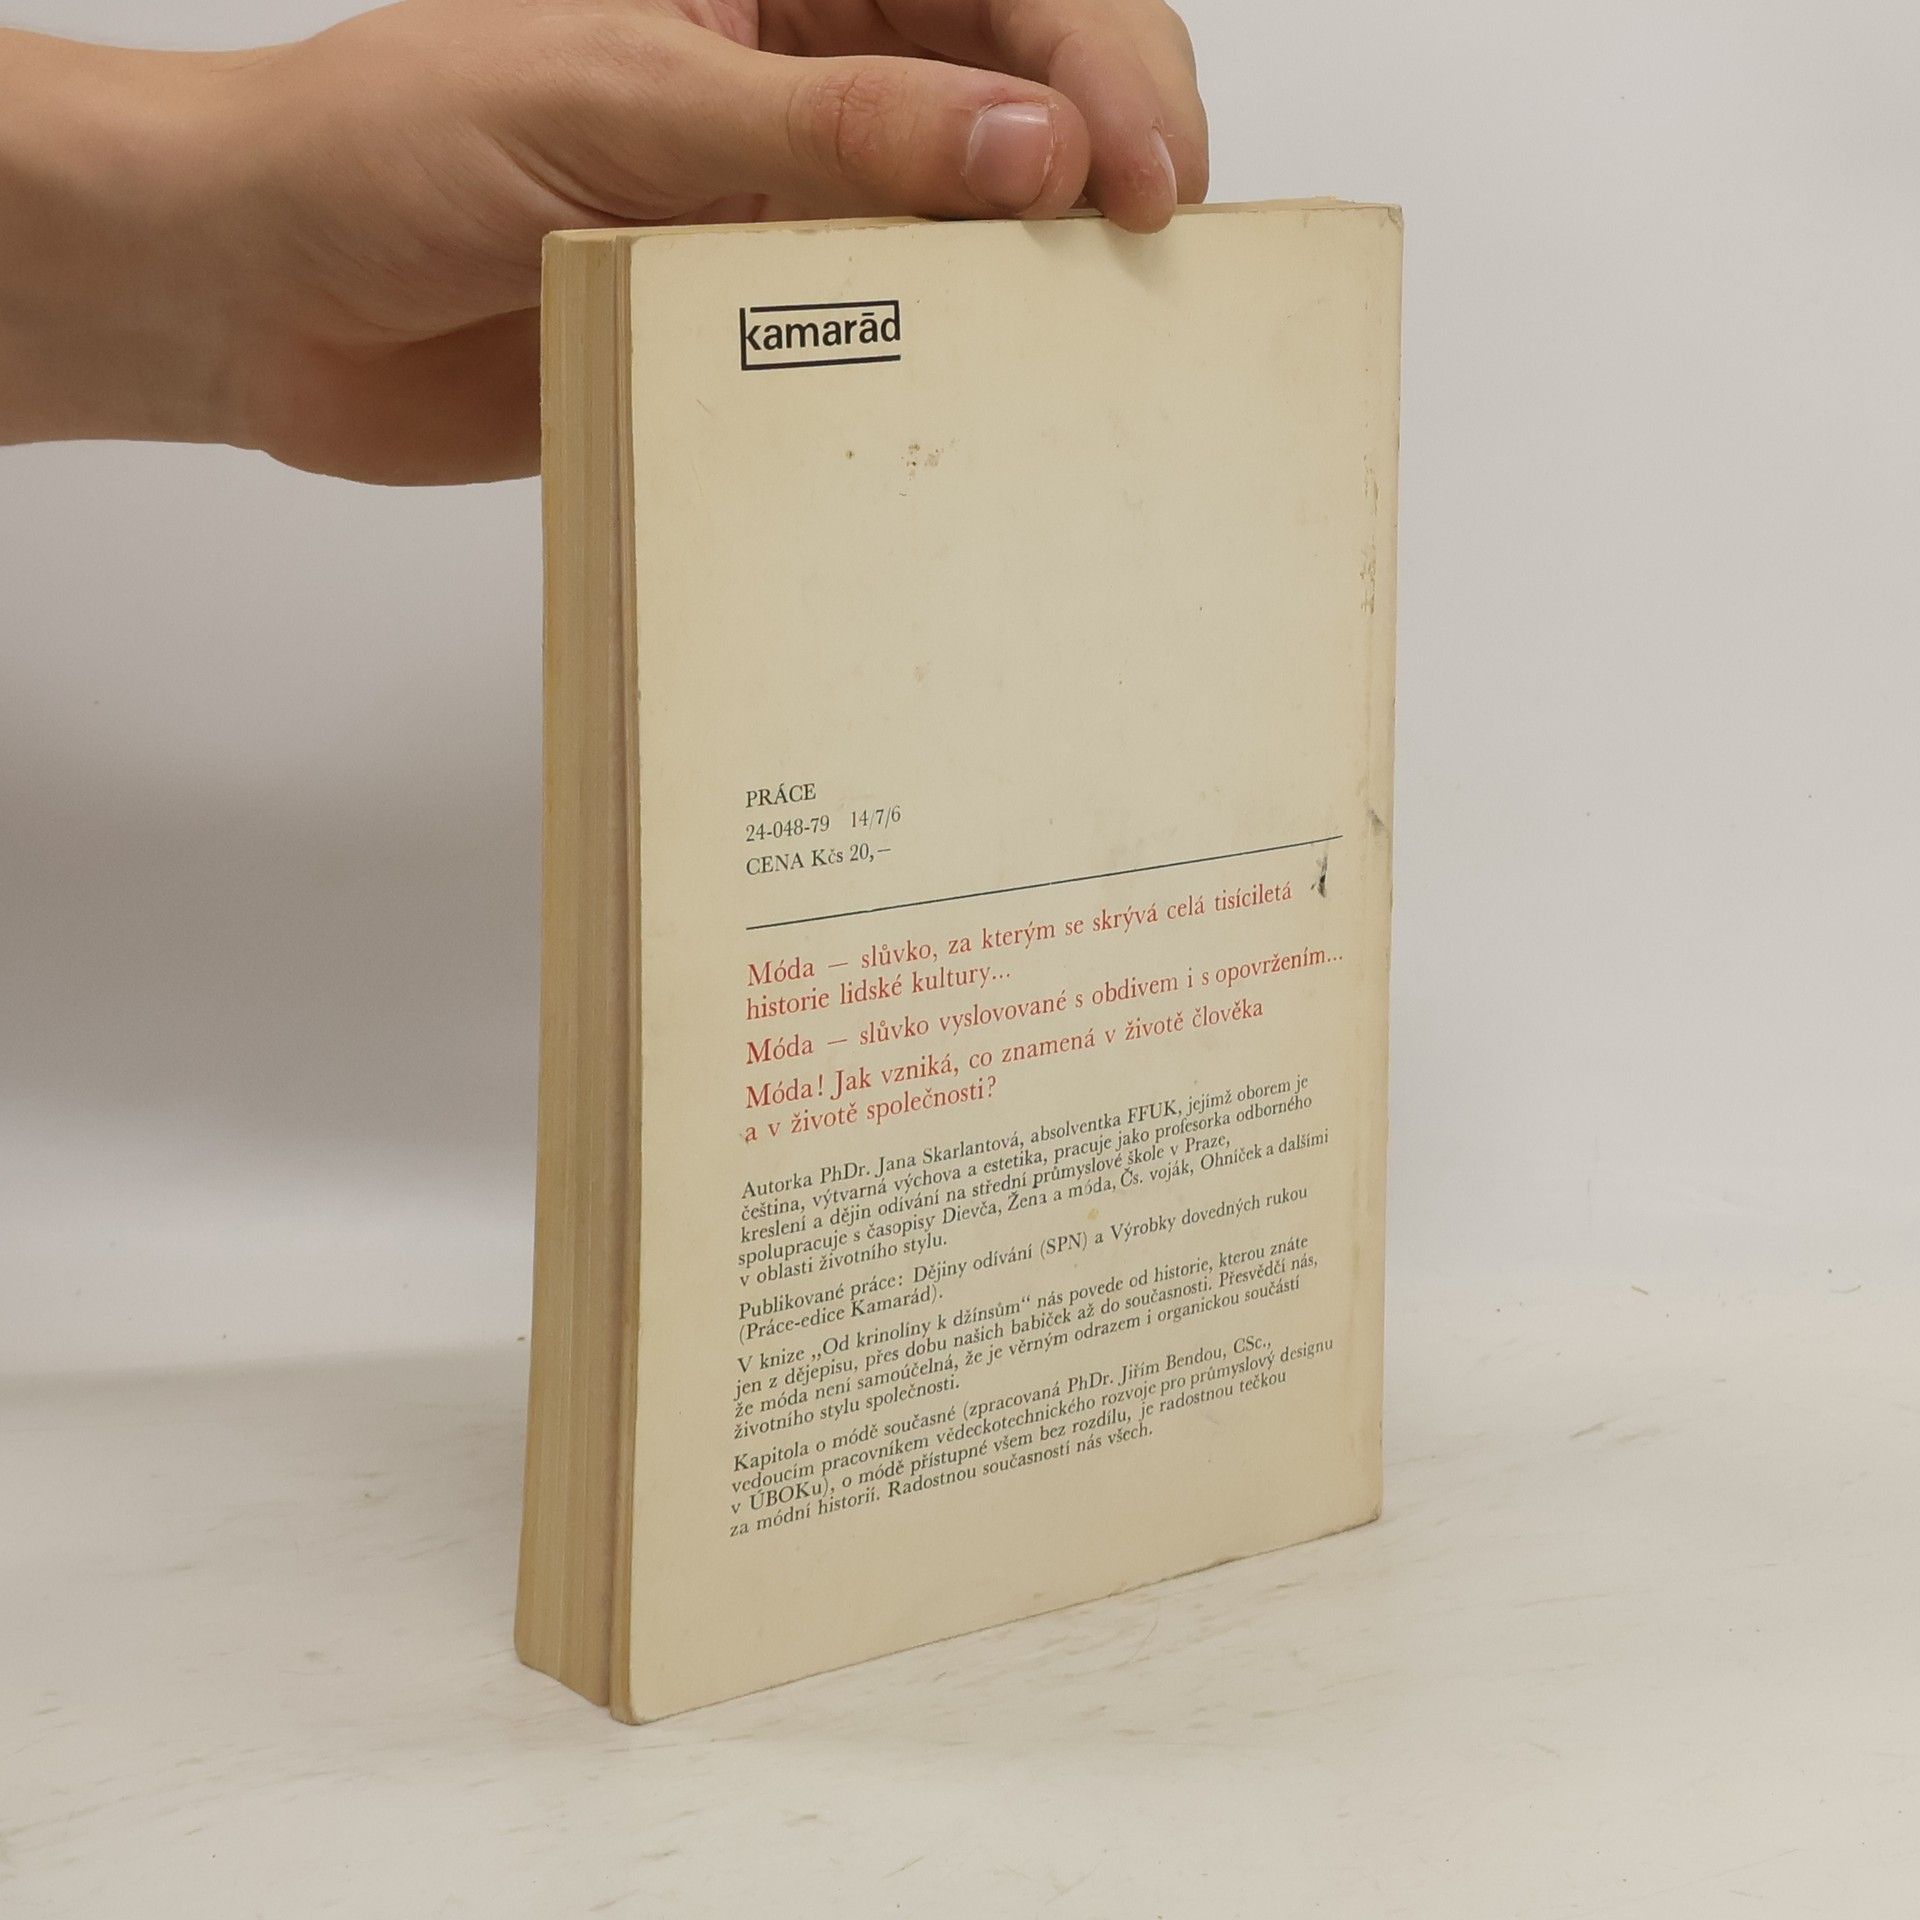 kamarād
PRÁCE
24-048-79 14/7/6
CENA Kčs 20,—
Móda — slůvko, za kterým se skrývá celá tisíciletá
historie lidské kultury...
Móda — slůvko vyslovované s obdivem i s opovržením...
Móda! Jak vzniká, co znamená v životě člověka
a v životě společnosti?
Autorka PhDr. Jana Skarlantová, absolventka FFUK, jejímž oborem je
čeština, výtvarná výchova a estetika, pracuje jako profesorka odborného
kreslení a dějin odívání na střední průmyslové škole v Praze,
spolupracuje s časopisy Dievča, Žena a móda, Čs. voják, Ohníček a dalšími
v oblasti životního stylu.
Publikované práce: Dějiny odívání (SPN) a Výrobky dovedných rukou
(Práce-edice Kamarád).
V knize „Od krinolíny k džínsům“ nás povede od historie, kterou znáte
jen z dějepisu, přes dobu našich babiček až do současnosti. Přesvědčí nás,
že móda není samoúčelná, že je věrným odrazem i organickou součástí
životního stylu společnosti.
Kapitola o módě současné (zpracovaná PhDr. Jiřím Bendou, CSc.,
vedoucím pracovníkem vědeckotechnického rozvoje pro průmyslový designu
v ÚBOKu), o módě přístupné všem bez rozdílu, je radostnou tečkou
za módní historií. Radostnou současností nás všech.